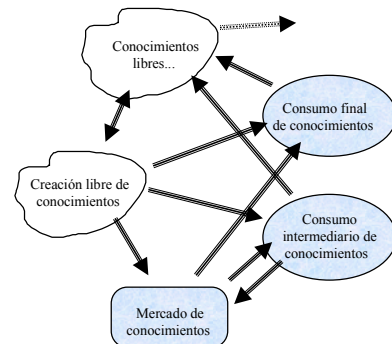 Conocimientos
libres...
Consumo final
de conocimientos
Creación libre de
conocimientos
Consumo
intermediario de
conocimientos
Mercado de
conocimientos